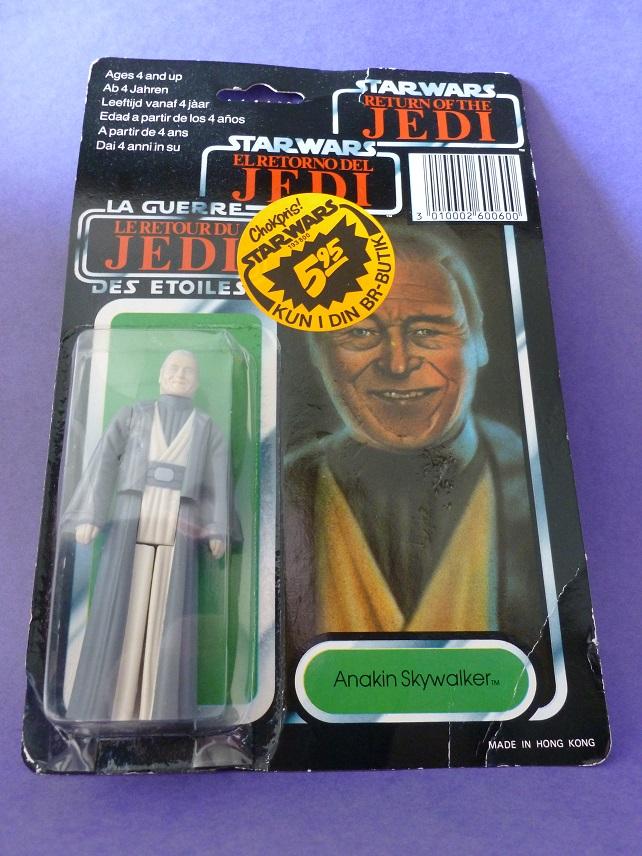 Ages 4 and up
Ab 4 Jahren
Leeftijd vanaf 4 jaar
Edad a partir de los 4 años
A partir de 4 ans
Dai 4 anni in su
STAR WARS
RETURN OF THE
JEDI
STAR WARS
EL RETORNO DEL
JEDI
3 010002 600600
LA GUERRE
LE RETOUR DU
JEDI
DES ETOILES
Chokpris!
STAR WARS
595
KUN I DIN BR-BUTIK
Anakin Skywalker™
MADE IN HONG KONG